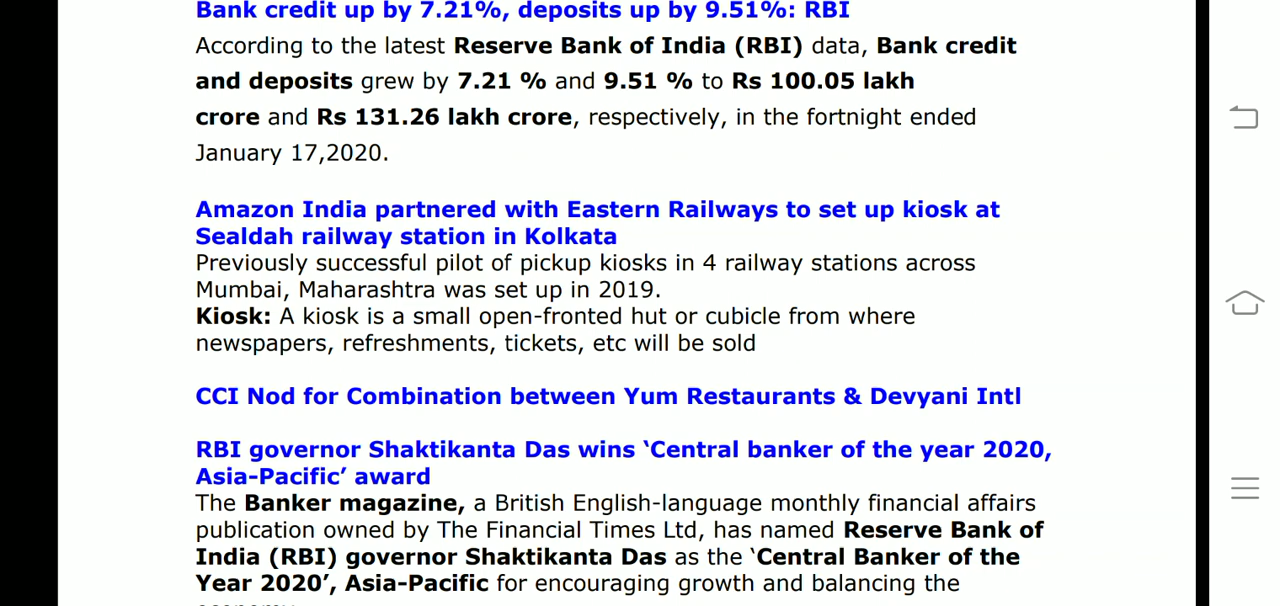 Bank credit up by 7.21%, deposits up by 9.51%: RBI
According to the latest Reserve Bank of India (RBI) data, Bank credit
and deposits grew by 7.21 % and 9.51 % to Rs 100.05 lakh
crore and Rs 131.26 lakh crore, respectively, in the fortnight ended
January 17,2020.
Amazon India partnered with Eastern Railways to set up kiosk at
Sealdah railway station in Kolkata
Previously successful pilot of pickup kiosks in 4 railway stations across
Mumbai, Maharashtra was set up in 2019.
Kiosk: A kiosk is a small open-fronted hut or cubicle from where
newspapers, refreshments, tickets, etc will be sold
CCI Nod for Combination between Yum Restaurants & Devyani Intl
RBI governor Shaktikanta Das wins ‘Central banker of the year 2020,
Asia-Pacific’ award
The Banker magazine, a British English-language monthly financial affairs
publication owned by The Financial Times Ltd, has named Reserve Bank of
India (RBI) governor Shaktikanta Das as the ‘Central Banker of the
Year 2020’, Asia-Pacific for encouraging growth and balancing the